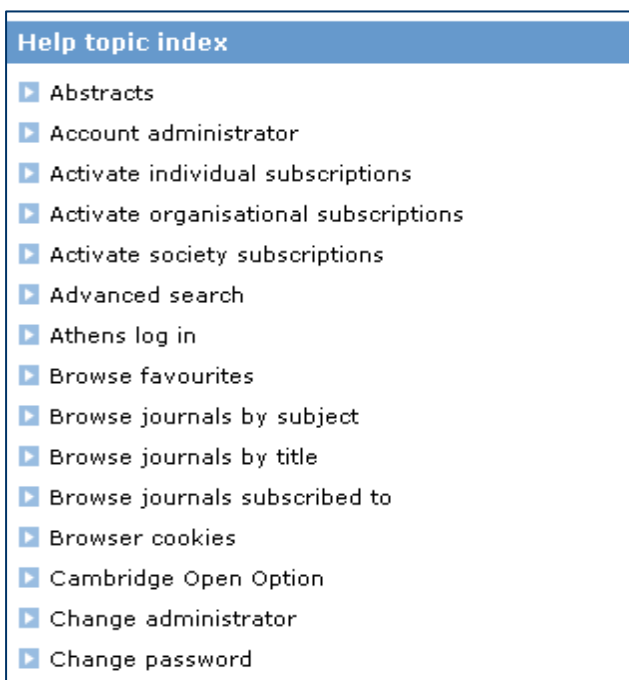 Help topic index
Abstracts
Account administrator
Activate individual subscriptions
Activate organisational subscriptions
Activate society subscriptions
Advanced search
Athens log in
Browse favourites
Browse journals by subject
Browse journals by title
Browse journals subscribed to
Browser cookies
Cambridge Open Option
Change administrator
Change password